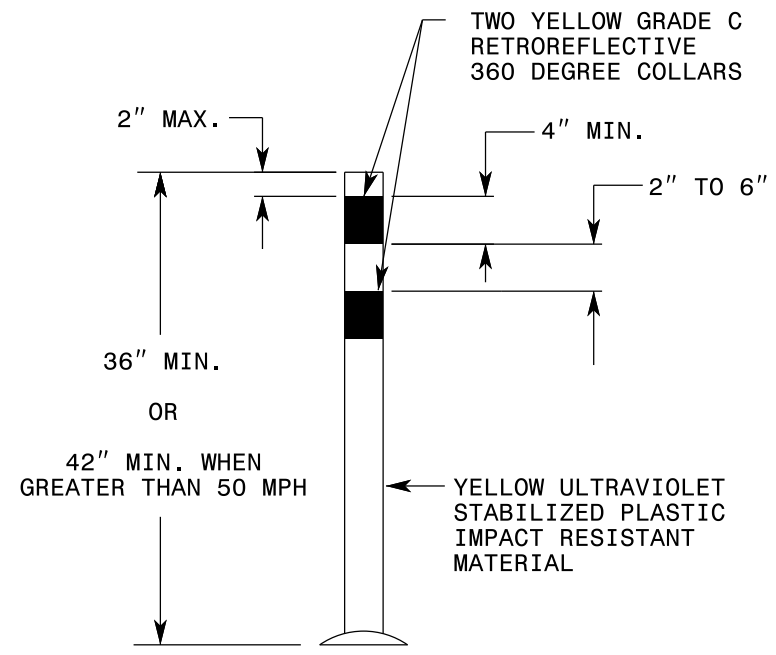 TWO YELLOW GRADE C
RETROREFLECTIVE
360 DEGREE COLLARS
2" MAX.
4" MIN.
2" TO 6"
36" MIN.
OR
42" MIN. WHEN
GREATER THAN 50 MPH
YELLOW ULTRAVIOLET
STABILIZED PLASTIC
IMPACT RESISTANT
MATERIAL